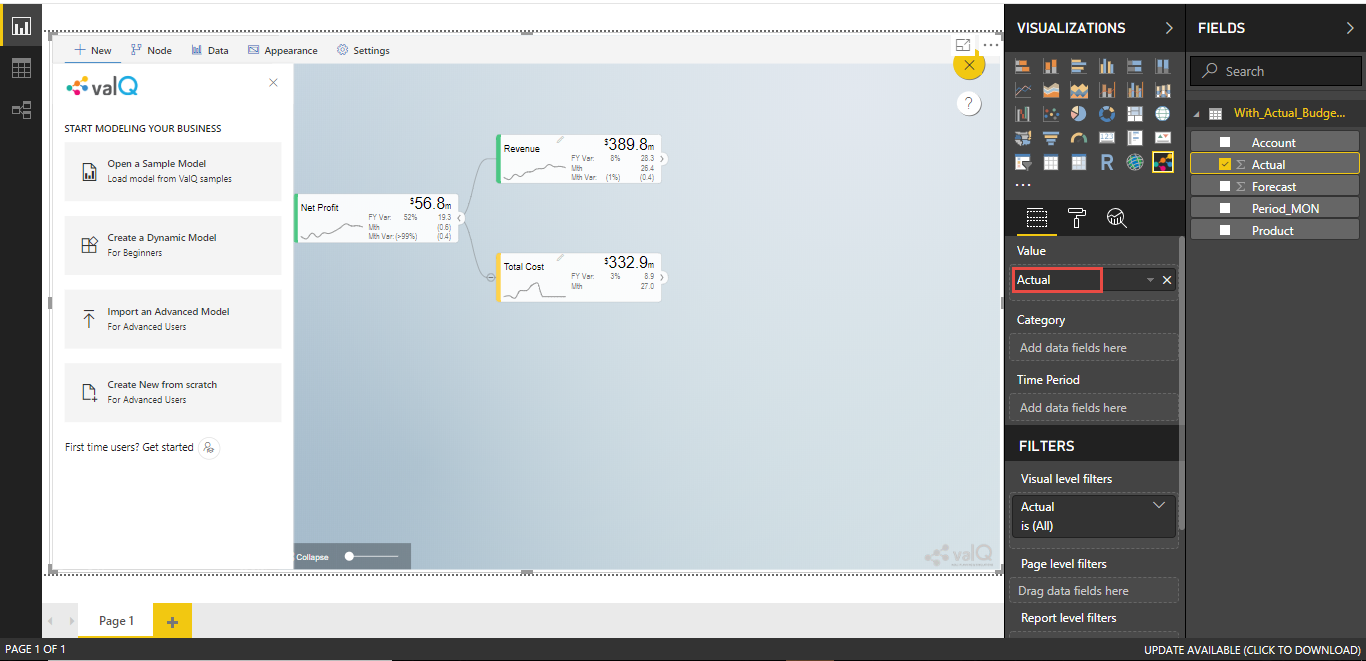 New
Node
Data
Appearance
Settings
valQ
START MODELING YOUR BUSINESS
Open a Sample Model
Load model from ValQ samples
Create a Dynamic Model
For Beginners
Import an Advanced Model
For Advanced Users
Create New from scratch
For Advanced Users
First time users? Get started
Net Profit
$56.8m
FY Var: 52% 19.3
Mth (0.6)
Mth Var: (>99%) (0.4)
Revenue
$389.8m
FY Var: 8% 28.3
Mth 26.4
Mth Var: (1%) (0.4)
Total Cost
$332.9m
FY Var: 3% 8.9
Mth 27.0
?
Collapse
valQ
Page 1
PAGE 1 OF 1
VISUALIZATIONS
R
Value
Actual
Category
Add data fields here
Time Period
Add data fields here
FILTERS
Visual level filters
Actual
is (All)
Page level filters
Drag data fields here
Report level filters
FIELDS
Search
With_Actual_Budge...
Account
Σ Actual
Σ Forecast
Period_MON
Product
UPDATE AVAILABLE (CLICK TO DOWNLOAD)